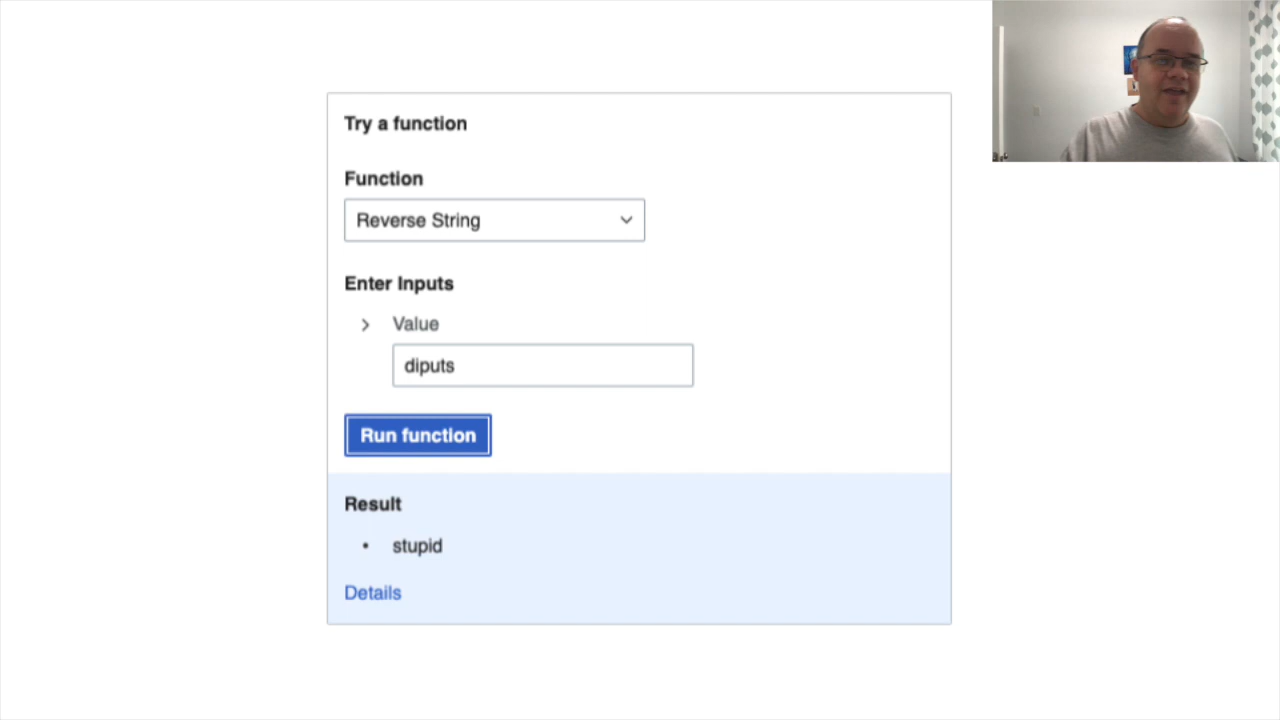 Try a function
Function
Reverse String
Enter Inputs
Value
diputs
Run function
Result
• stupid
Details